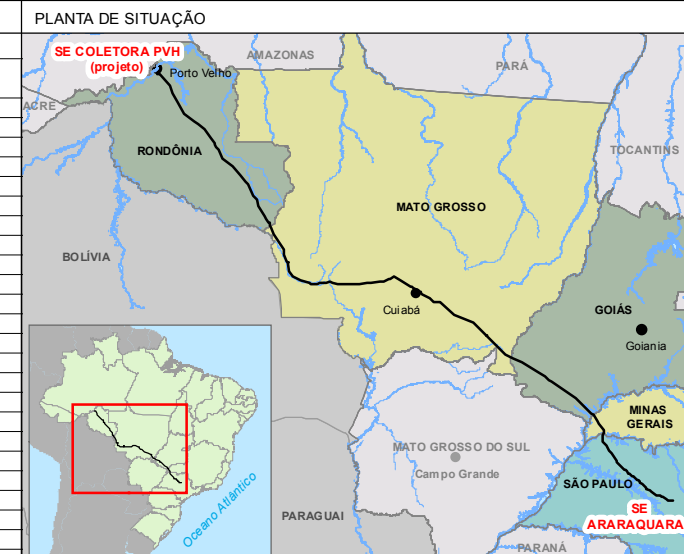 PLANTA DE SITUAÇÃO
SE COLETORA PVH
(projeto)
AMAZONAS
Porto Velho
PARÁ
ACRE
TOCANTINS
RONDÔNIA
MATO GROSSO
BOLÍVIA
Cuiabá
GOIÁS
Goiania
MINAS
GERAIS
MATO GROSSO DO SUL
Campo Grande
SÃO PAULO
SE
ARARAQUARA
PARAGUAI
PARANÁ
Oceano Atlântico